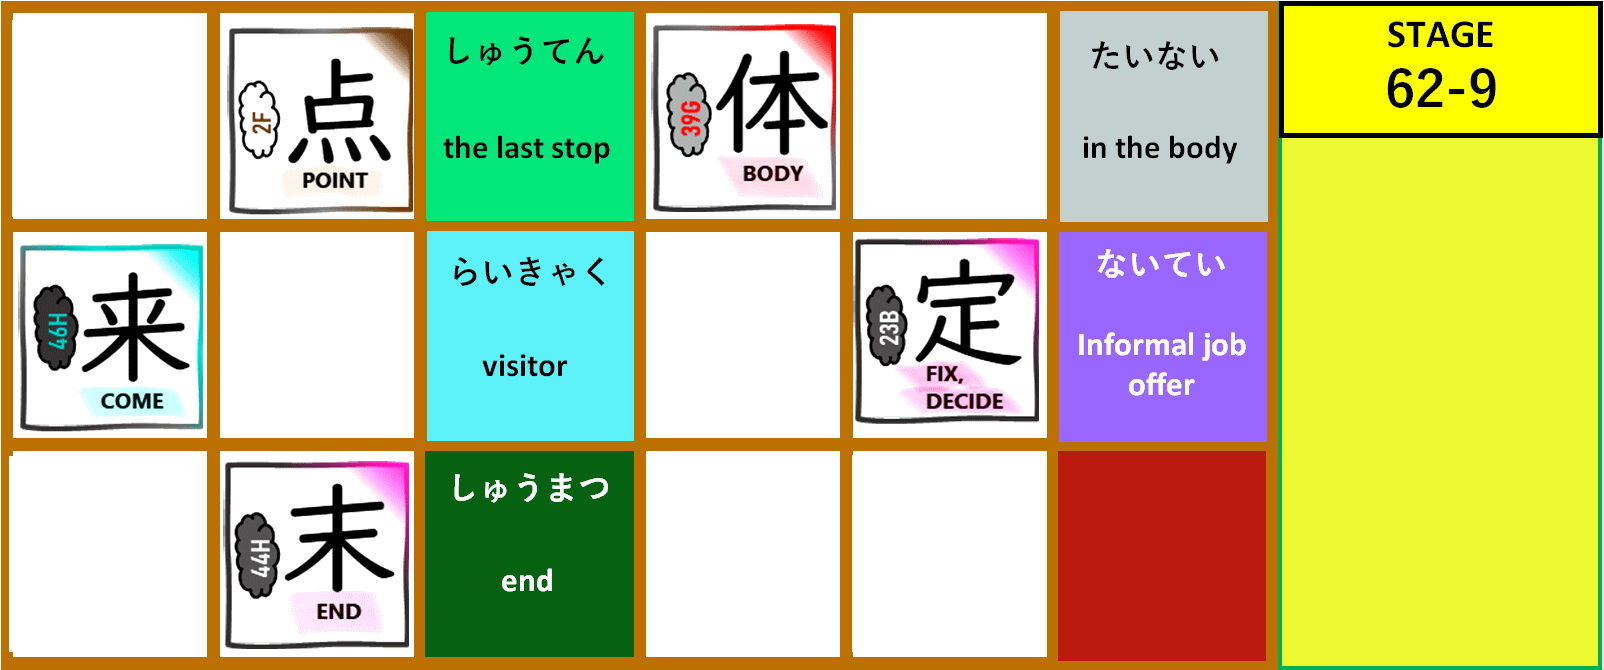 2F
点
POINT
しゅうてん
the last stop
39G
体
BODY
たいない
in the body
STAGE
62-9
46H
来
COME
らいきゃく
visitor
23B
定
FIX,
DECIDE
ないてい
Informal job
offer
44H
末
END
しゅうまつ
end